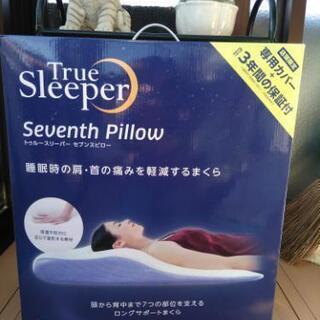 True
Sleeper
専用カバー
3年間の保証付
Seventh Pillow
トゥルースリーパー セブンスピロー
睡眠時の肩・首の痛みを軽減するまくら
頭から背中まで7つの部位を支える
ロングサポートまくら